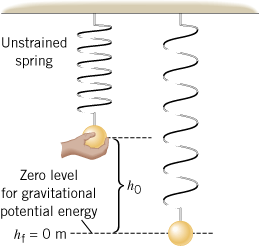 Unstrained
spring
Zero level
for gravitational
potential energy
h0
hf = 0 m